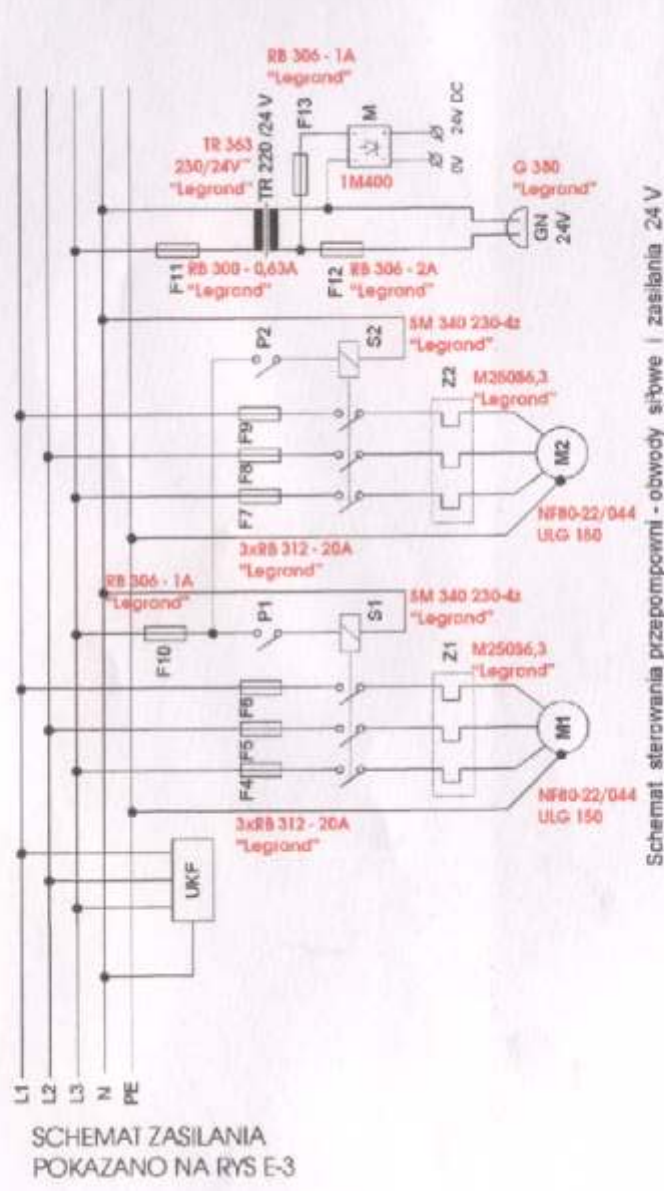 RB 306 - 1A
"Legrand"
TR 363
230/24V~
"Legrand"
TR 220 /24 V
F13
M
1M400
0V
24V DC
F11
RB 300 - 0,63A
"Legrand"
F12
RB 306 - 2A
"Legrand"
G 380
"Legrand"
GN
24V
P2
SM 340 230-4z
"Legrand"
S2
F9
F8
F7
Z2
M250S6,3
"Legrand"
M2
NF80-22/044
ULG 150
3xRB 312 - 20A
"Legrand"
RB 306 - 1A
"Legrand"
F10
P1
SM 340 230-4z
"Legrand"
S1
F6
F5
F4
Z1
M250S6,3
"Legrand"
M1
NF80-22/044
ULG 150
3xRB 312 - 20A
"Legrand"
UKF
L1
L2
L3
N
PE
SCHEMAT ZASILANIA
POKAZANO NA RYS E-3
Schemat sterowania przepompowni - obwody siłowe i zasilania 24 V